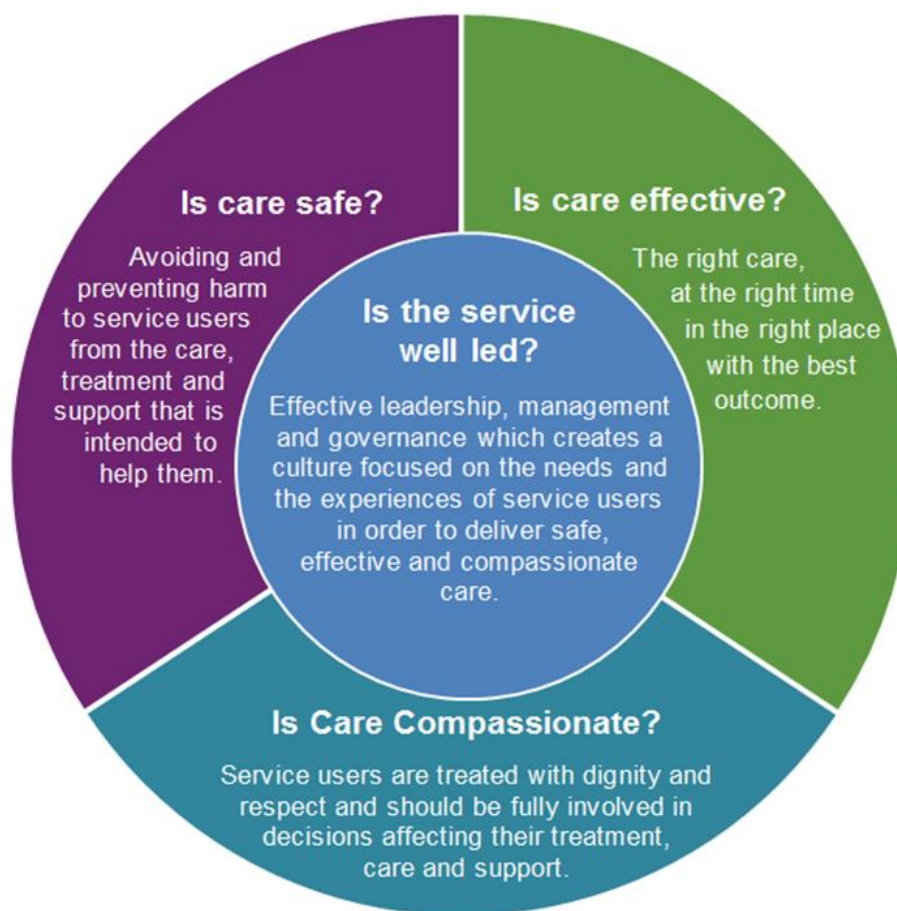 Is care safe?
Avoiding and
preventing harm
to service users
from the care,
treatment and
support that is
intended to
help them.
Is care effective?
The right care,
at the right time
in the right place
with the best
outcome.
Is the service
well led?
Effective leadership, management
and governance which creates a
culture focused on the needs and
the experiences of service users
in order to deliver safe,
effective and compassionate
care.
Is Care Compassionate?
Service users are treated with dignity and
respect and should be fully involved in
decisions affecting their treatment,
care and support.